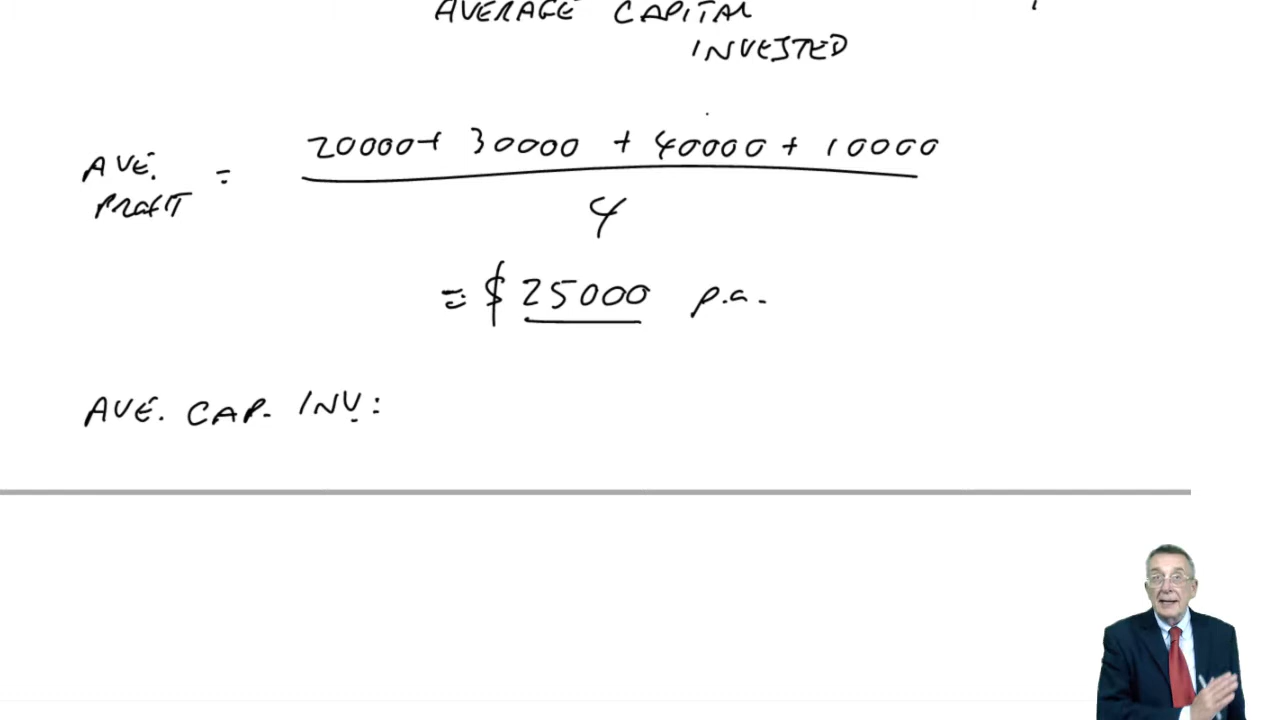 AVERAGE CAPITAL
INVESTED
AVE.
PROFIT = 20000 + 30000 + 40000 + 10000
4
= $ 25000 p.a.
AVE. CAP. INV: